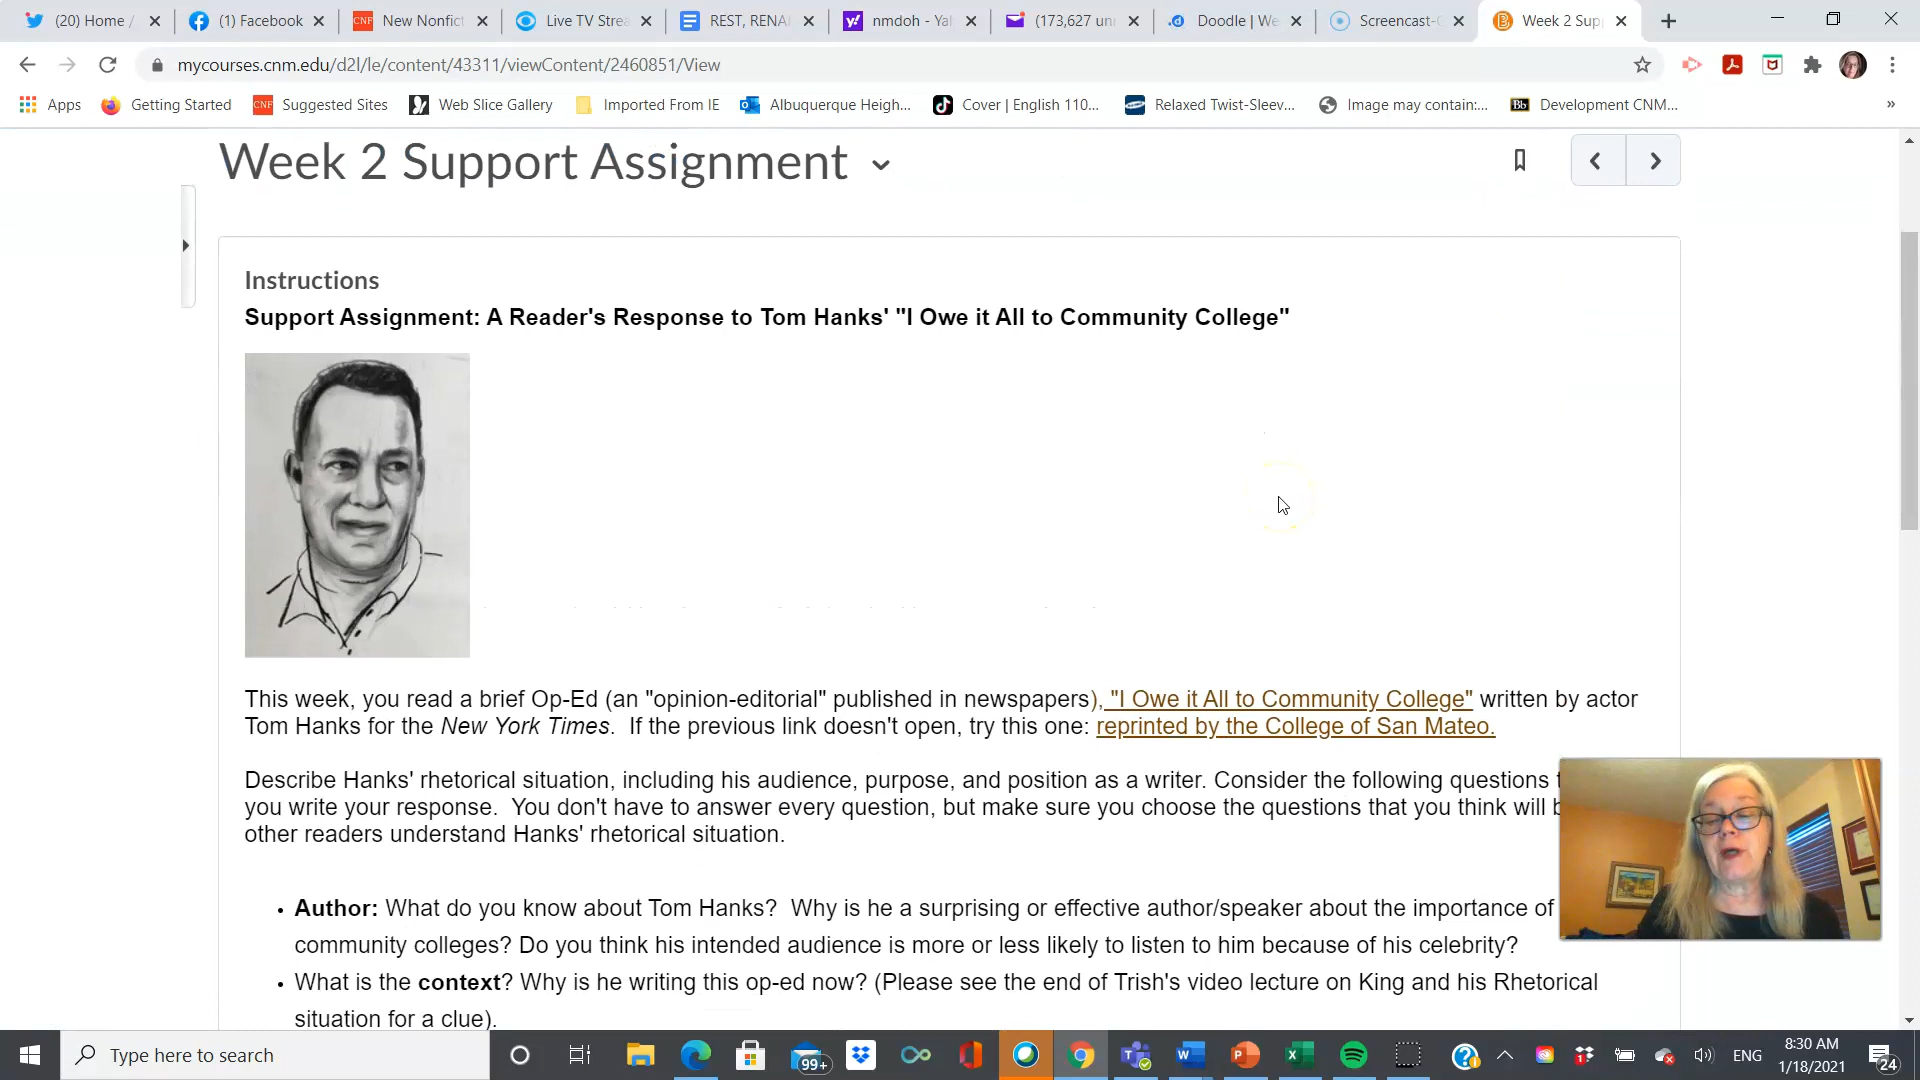 (20) Home /
(1) Facebook
CNF New Nonfict
Live TV Strea
REST, RENA
nmdoh - Ya
(173,627 un
Doodle | We
Screencast-O
Week 2 Sup
mycourses.cnm.edu/d2l/le/content/43311/viewContent/2460851/View
Apps
Getting Started
CNF Suggested Sites
Web Slice Gallery
Imported From IE
Albuquerque Heigh...
Cover | English 110...
Relaxed Twist-Sleev...
Image may contain:...
Bb Development CNM...
Week 2 Support Assignment
Instructions
Support Assignment: A Reader's Response to Tom Hanks' "I Owe it All to Community College"
This week, you read a brief Op-Ed (an "opinion-editorial" published in newspapers), "I Owe it All to Community College" written by actor
Tom Hanks for the New York Times. If the previous link doesn't open, try this one: reprinted by the College of San Mateo.
Describe Hanks' rhetorical situation, including his audience, purpose, and position as a writer. Consider the following questions
you write your response. You don't have to answer every question, but make sure you choose the questions that you think will
other readers understand Hanks' rhetorical situation.
• Author: What do you know about Tom Hanks? Why is he a surprising or effective author/speaker about the importance of
community colleges? Do you think his intended audience is more or less likely to listen to him because of his celebrity?
• What is the context? Why is he writing this op-ed now? (Please see the end of Trish's video lecture on King and his Rhetorical
situation for a clue).
Type here to search
99+
ENG
8:30 AM
1/18/2021
24